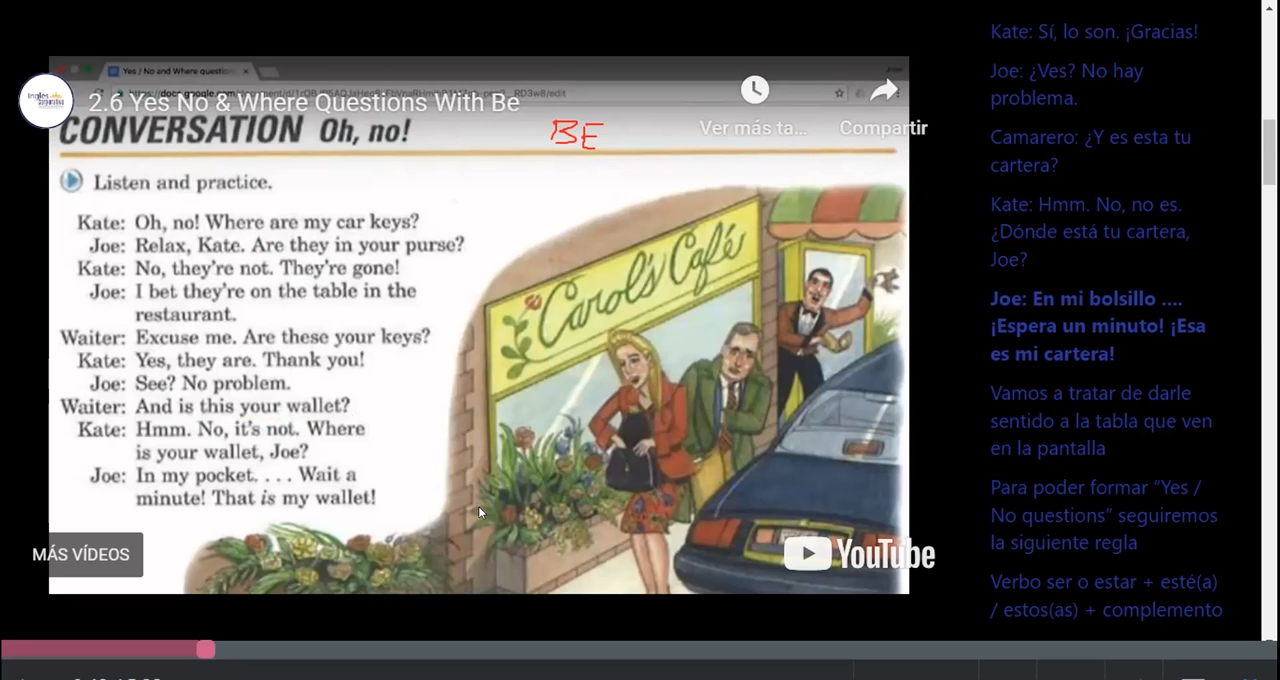 Yes / No and Where question
2.6 Yes No & Where Questions With Be
Ver más ta...
Compartir
CONVERSATION Oh, no!
BE
Listen and practice.
Kate: Oh, no! Where are my car keys?
Joe: Relax, Kate. Are they in your purse?
Kate: No, they're not. They're gone!
Joe: I bet they're on the table in the
restaurant.
Waiter: Excuse me. Are these your keys?
Kate: Yes, they are. Thank you!
Joe: See? No problem.
Waiter: And is this your wallet?
Kate: Hmm. No, it's not. Where
is your wallet, Joe?
Joe: In my pocket. . . . Wait a
minute! That is my wallet!
Carol's Café
MÁS VÍDEOS
YouTube
Kate: Sí, lo son. ¡Gracias!
Joe: ¿Ves? No hay
problema.
Camarero: ¿Y es esta tu
cartera?
Kate: Hmm. No, no es.
¿Dónde está tu cartera,
Joe?
Joe: En mi bolsillo ....
¡Espera un minuto! ¡Esa
es mi cartera!
Vamos a tratar de darle
sentido a la tabla que ven
en la pantalla
Para poder formar “Yes /
No questions” seguiremos
la siguiente regla
Verbo ser o estar + esté(a)
/ estos(as) + complemento